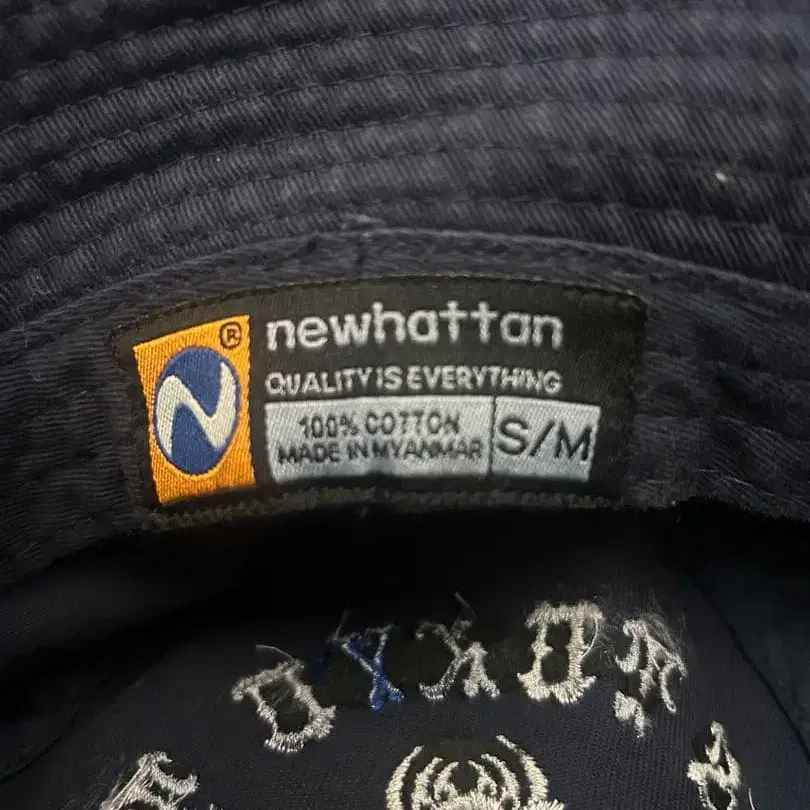 ®
newhattan
QUALITY IS EVERYTHING
100% COTTON
MADE IN MYANMAR
S/M